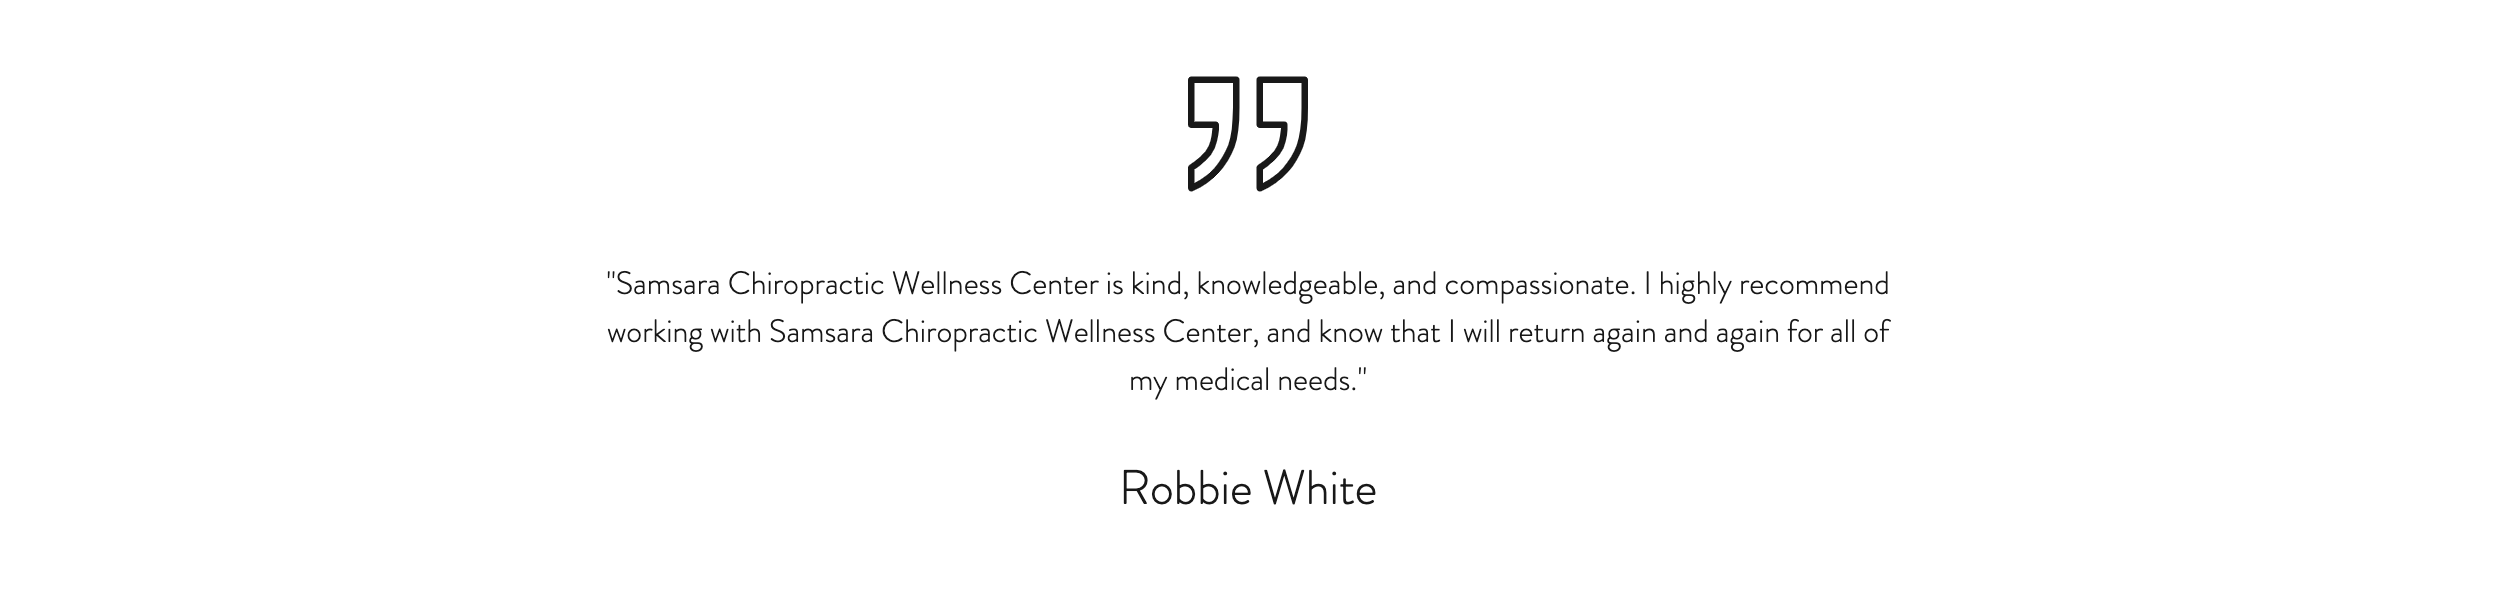 "Samsara Chiropractic Wellness Center is kind, knowledgeable, and compassionate. I highly recommend
working with Samsara Chiropractic Wellness Center, and know that I will return again and again for all of
my medical needs."
Robbie White